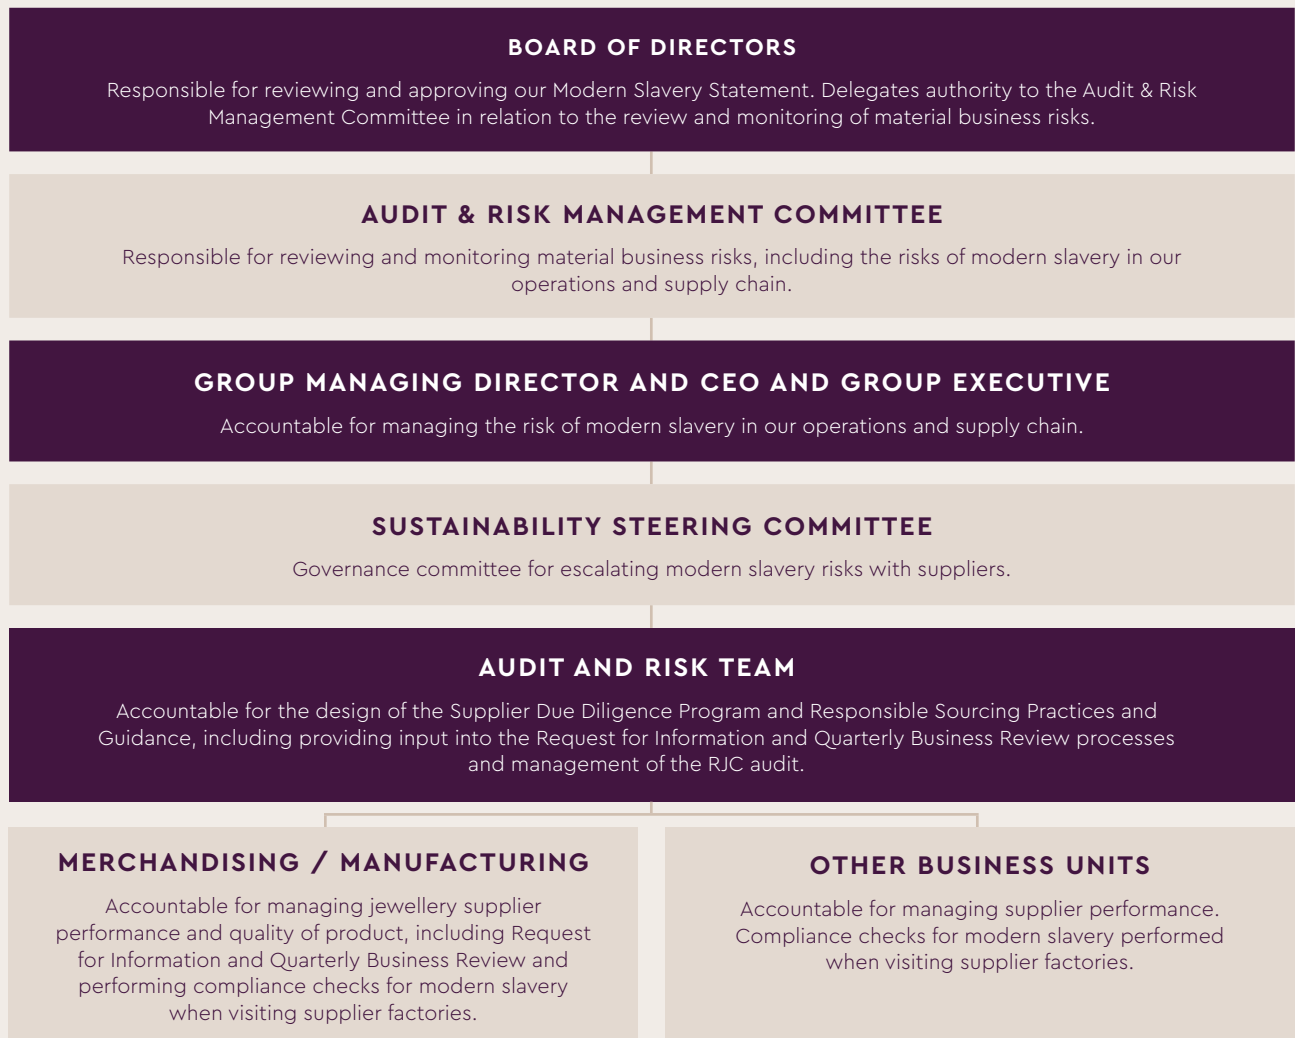 BOARD OF DIRECTORS
Responsible for reviewing and approving our Modern Slavery Statement. Delegates authority to the Audit & Risk
Management Committee in relation to the review and monitoring of material business risks.
AUDIT & RISK MANAGEMENT COMMITTEE
Responsible for reviewing and monitoring material business risks, including the risks of modern slavery in our
operations and supply chain.
GROUP MANAGING DIRECTOR AND CEO AND GROUP EXECUTIVE
Accountable for managing the risk of modern slavery in our operations and supply chain.
SUSTAINABILITY STEERING COMMITTEE
Governance committee for escalating modern slavery risks with suppliers.
AUDIT AND RISK TEAM
Accountable for the design of the Supplier Due Diligence Program and Responsible Sourcing Practices and
Guidance, including providing input into the Request for Information and Quarterly Business Review processes
and management of the RJC audit.
MERCHANDISING / MANUFACTURING
Accountable for managing jewellery supplier
performance and quality of product, including Request
for Information and Quarterly Business Review and
performing compliance checks for modern slavery
when visiting supplier factories.
OTHER BUSINESS UNITS
Accountable for managing supplier performance.
Compliance checks for modern slavery performed
when visiting supplier factories.